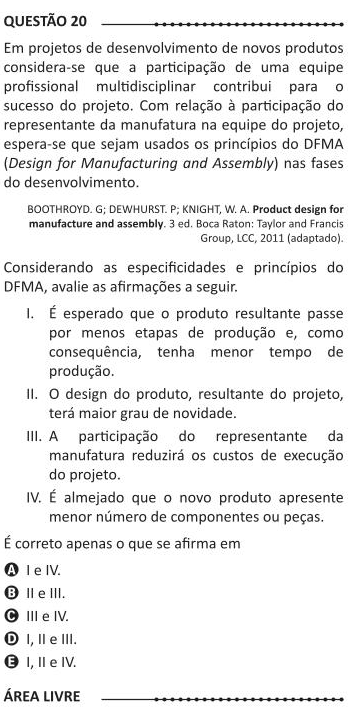 QUESTÃO 20
Em projetos de desenvolvimento de novos produtos
considera-se que a participação de uma equipe
profissional multidisciplinar contribui para o
sucesso do projeto. Com relação à participação do
representante da manufatura na equipe do projeto,
espera-se que sejam usados os princípios do DFMA
(Design for Manufacturing and Assembly) nas fases
do desenvolvimento.
BOOTHROYD. G; DEWHURST. P; KNIGHT, W. A. Product design for
manufacture and assembly. 3 ed. Boca Raton: Taylor and Francis
Group, LCC, 2011 (adaptado).
Considerando as especificidades e princípios do
DFMA, avalie as afirmações a seguir.
I. É esperado que o produto resultante passe
por menos etapas de produção e, como
consequência, tenha menor tempo de
produção.
II. O design do produto, resultante do projeto,
terá maior grau de novidade.
III. A participação do representante da
manufatura reduzirá os custos de execução
do projeto.
IV. É almejado que o novo produto apresente
menor número de componentes ou peças.
É correto apenas o que se afirma em
A I e IV.
B II e III.
C III e IV.
D I, II e III.
E I, II e IV.
ÁREA LIVRE